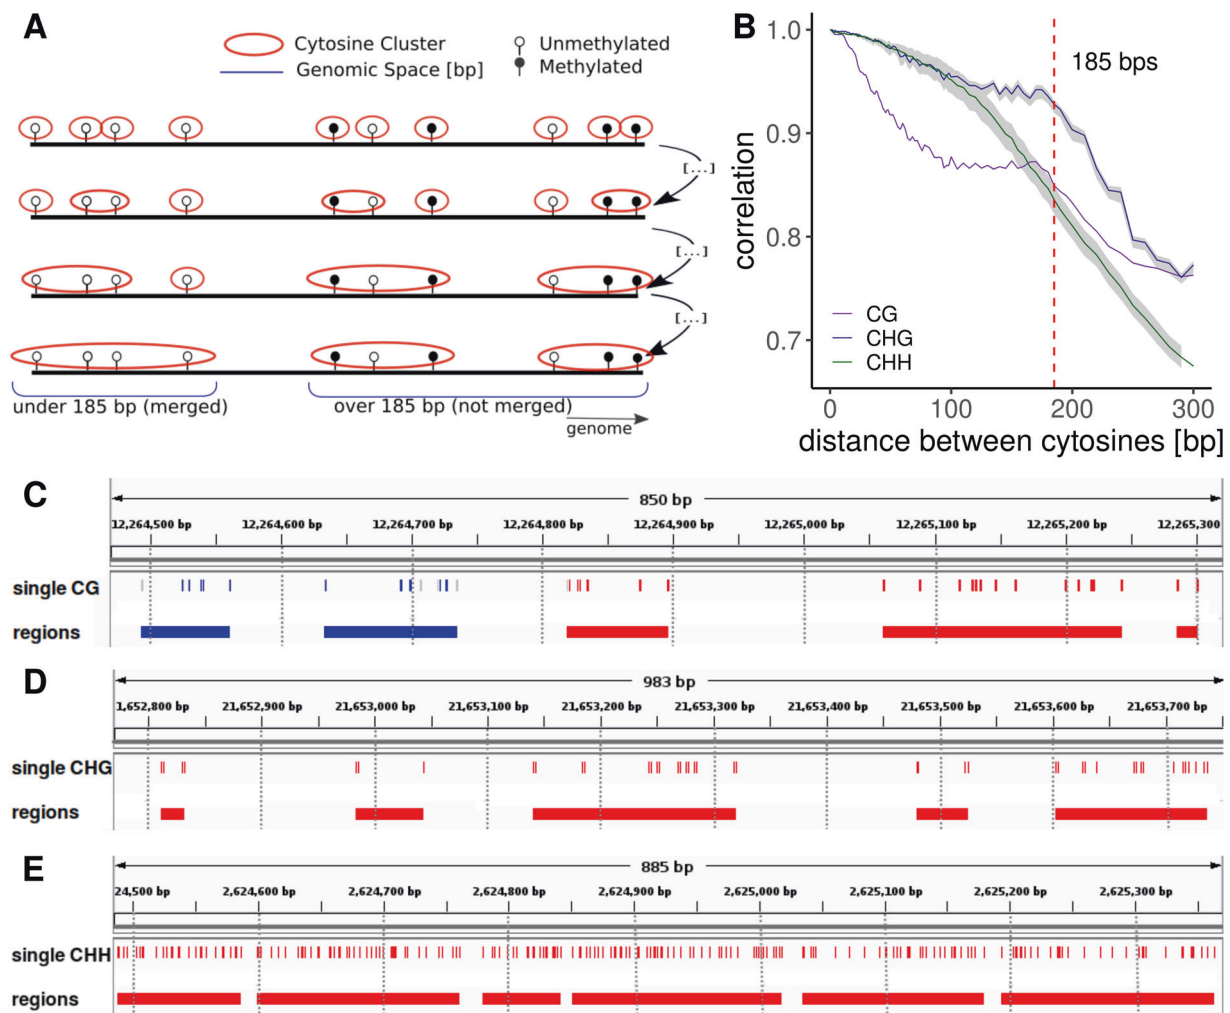 A
Cytosine Cluster
Genomic Space [bp]
Unmethylated
Methylated
[...]
[...]
[...]
under 185 bp (merged)
over 185 bp (not merged)
genome
B
correlation
1.0
0.9
0.8
0.7
185 bps
CG
CHG
CHH
0 100 200 300
distance between cytosines [bp]
C
850 bp
12,264,500 bp 12,264,600 bp 12,264,700 bp 12,264,800 bp 12,264,900 bp 12,265,000 bp 12,265,100 bp 12,265,200 bp 12,265,300
single CG
regions
D
983 bp
1,652,800 bp 21,652,900 bp 21,653,000 bp 21,653,100 bp 21,653,200 bp 21,653,300 bp 21,653,400 bp 21,653,500 bp 21,653,600 bp 21,653,700 bp
single CHG
regions
E
885 bp
24,500 bp 2,624,600 bp 2,624,700 bp 2,624,800 bp 2,624,900 bp 2,625,000 bp 2,625,100 bp 2,625,200 bp 2,625,300 bp
single CHH
regions